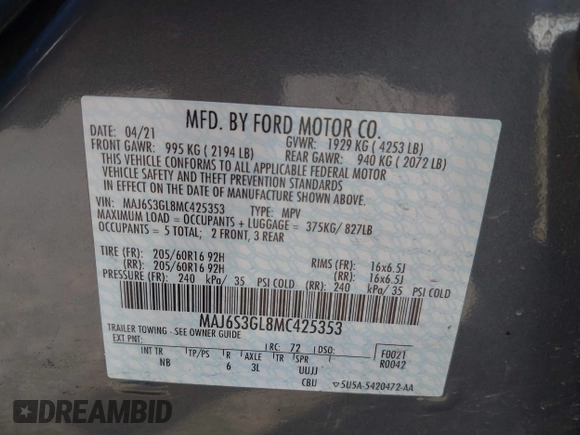 MFD. BY FORD MOTOR CO.
DATE: 04/21 GVWR: 1929 KG ( 4253 LB)
FRONT GAWR: 995 KG ( 2194 LB) REAR GAWR: 940 KG ( 2072 LB)
THIS VEHICLE CONFORMS TO ALL APPLICABLE FEDERAL MOTOR
VEHICLE SAFETY AND THEFT PREVENTION STANDARDS
IN EFFECT ON THE DATE OF MANUFACTURE SHOWN ABOVE.
VIN: MAJ6S3GL8MC425353 TYPE: MPV
MAXIMUM LOAD = OCCUPANTS + LUGGAGE = 375KG/ 827LB
OCCUPANTS = 5 TOTAL; 2 FRONT, 3 REAR
TIRE (FR): 205/60R16 92H RIMS (FR): 16x6.5J
(RR): 205/60R16 92H (RR): 16x6.5J
PRESSURE (FR): 240 kPa/ 35 PSI COLD (RR): 240 kPa/ 35 PSI COLD
MAJ6S3GL8MC425353
TRAILER TOWING - SEE OWNER GUIDE
EXT PNT: RC: 72 DSO: F0021
R0042
INT TR TP/PS R AXLE TR SPR
NB 6 3L UUJJ
CBU 5U5A-5420472-AA
DREAMBID